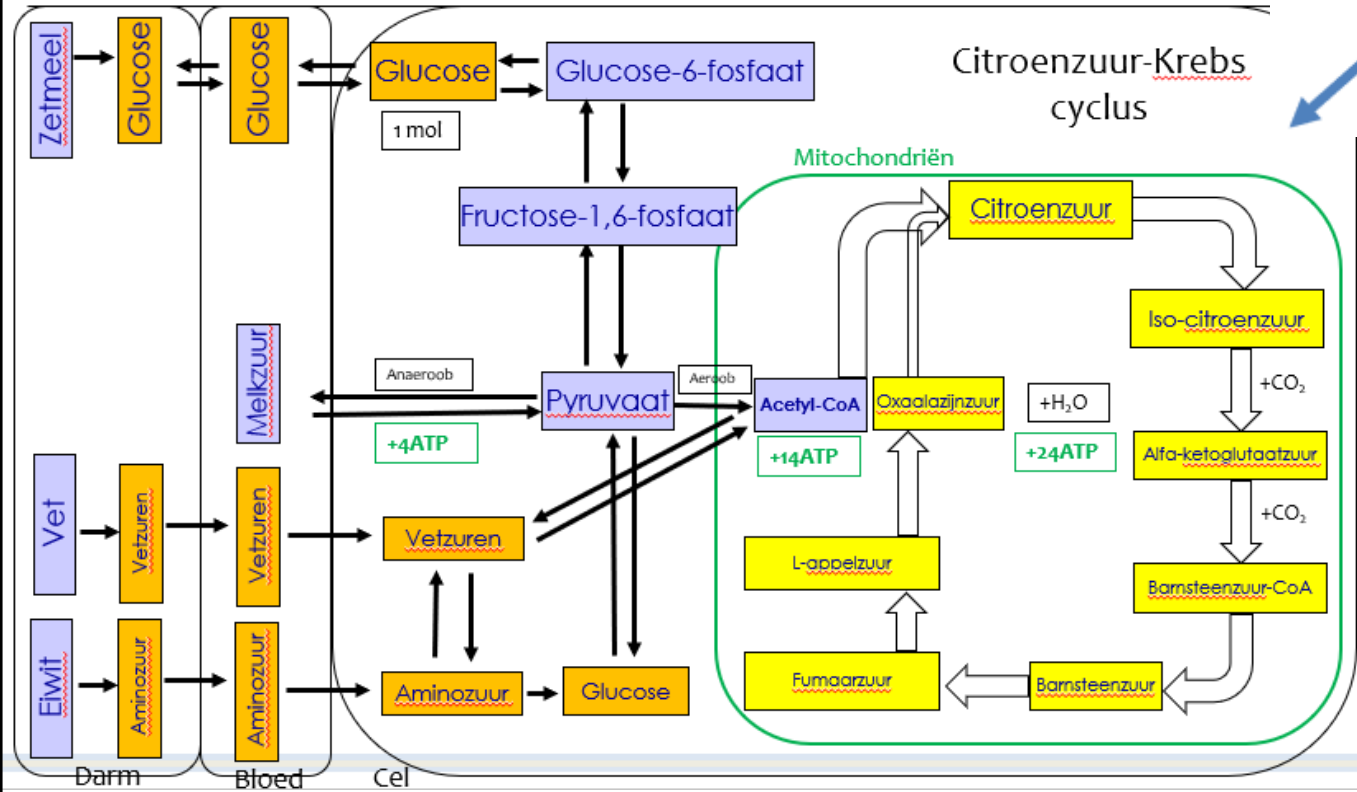 Citroenzuur-Krebs
cyclus
Zetmeel
Glucose
Glucose
Glucose
Glucose-6-fosfaat
1 mol
Mitochondriën
Fructose-1,6-fosfaat
Citroenzuur
Iso-citroenzuur
+CO₂
Melkzuur
Anaeroob
+4ATP
Pyruvaat
Aeroob
Acetyl-CoA
+14ATP
Oxaalazijnzuur
+H₂O
+24ATP
Alfa-ketoglutaatzuur
+CO₂
Vet
Vetzuren
Vetzuren
Vetzuren
L-appelzuur
Barnsteenzuur-CoA
Eiwit
Aminozuur
Aminozuur
Aminozuur
Glucose
Fumaarzuur
Barnsteenzuur
Darm
Bloed
Cel